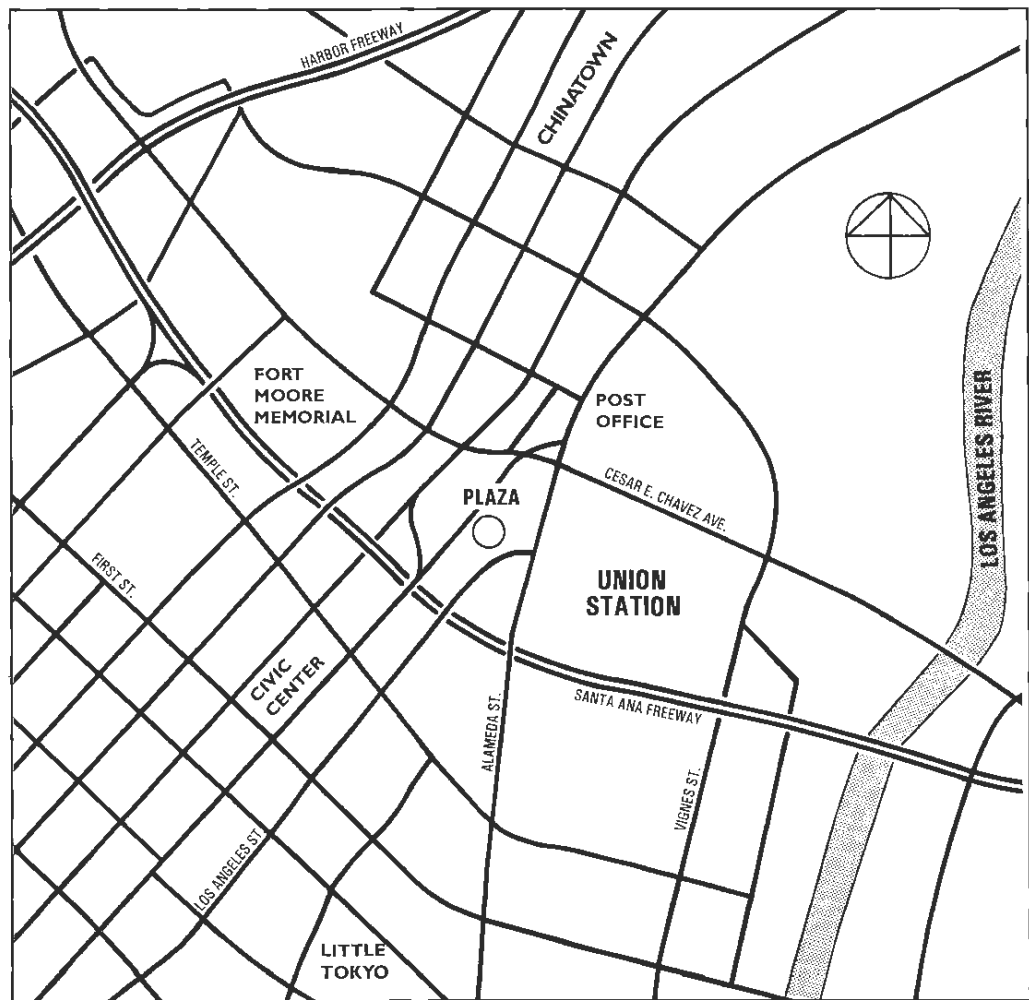 HARBOR FREEWAY
CHINATOWN
FORT
MOORE
MEMORIAL
POST
OFFICE
LOS ANGELES RIVER
TEMPLE ST.
PLAZA
CESAR E. CHAVEZ AVE.
FIRST ST.
UNION
STATION
CIVIC
CENTER
SANTA ANA FREEWAY
ALAMEDA ST.
VIGNES ST.
LOS ANGELES ST.
LITTLE
TOKYO